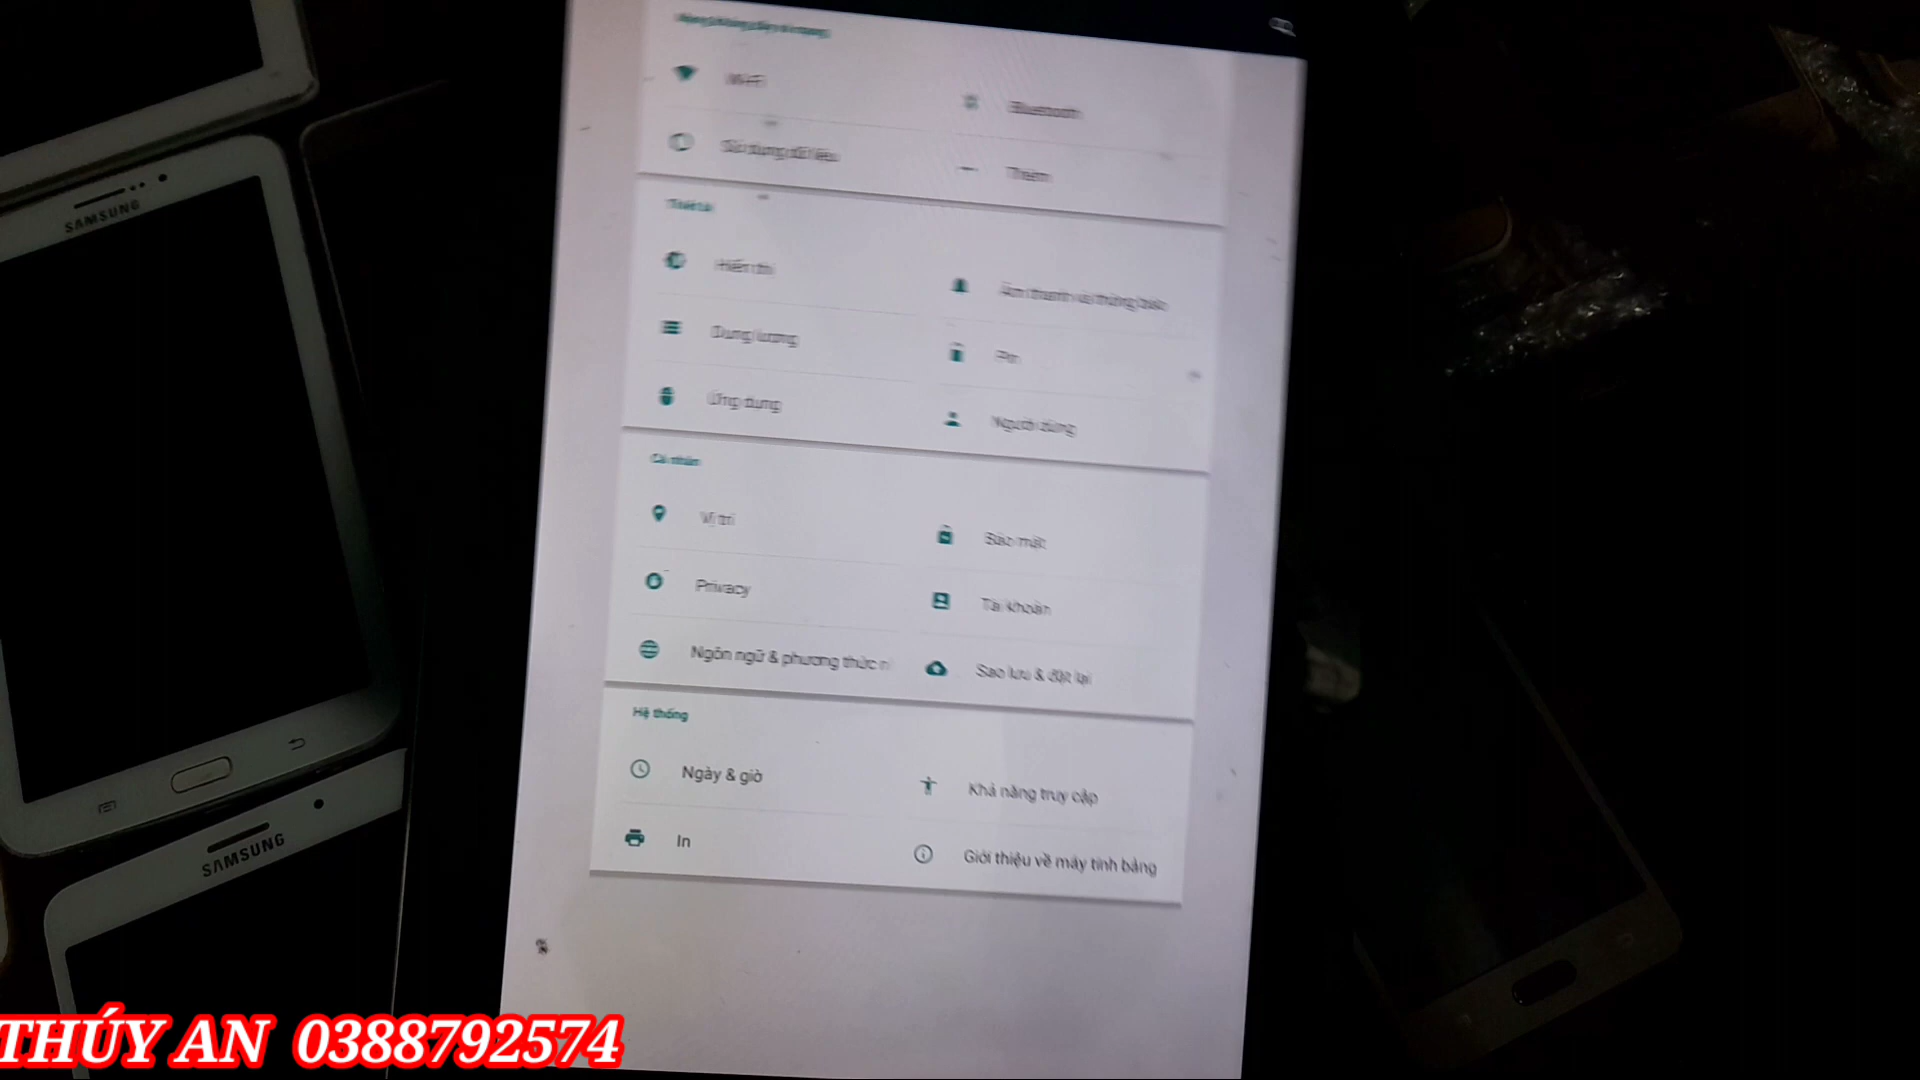 Bluetooth
Sử dụng dữ liệu
Thêm
Thiết bị
Hiển thị
Âm thanh và thông báo
Dung lượng
Pin
Ứng dụng
Người dùng
Cá nhân
Vị trí
Bảo mật
Privacy
Tài khoản
Ngôn ngữ & phương thức n
Sao lưu & đặt lại
Hệ thống
Ngày & giờ
Khả năng truy cập
In
Giới thiệu về máy tính bảng
SAMSUNG
SAMSUNG
THÚY AN 0388792574